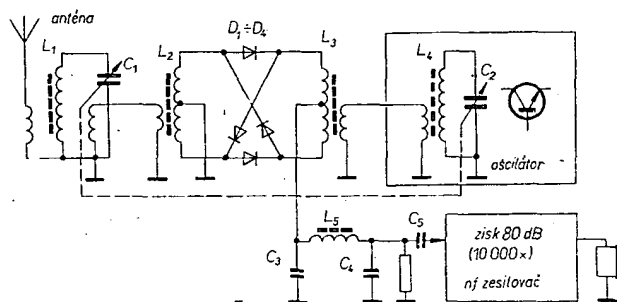 anténa
L1
C1
L2
D1÷D4
L3
L4
C2
oscilátor
C3
L5
C4
C5
zisk 80 dB
(10 000×)
nf zesilovač